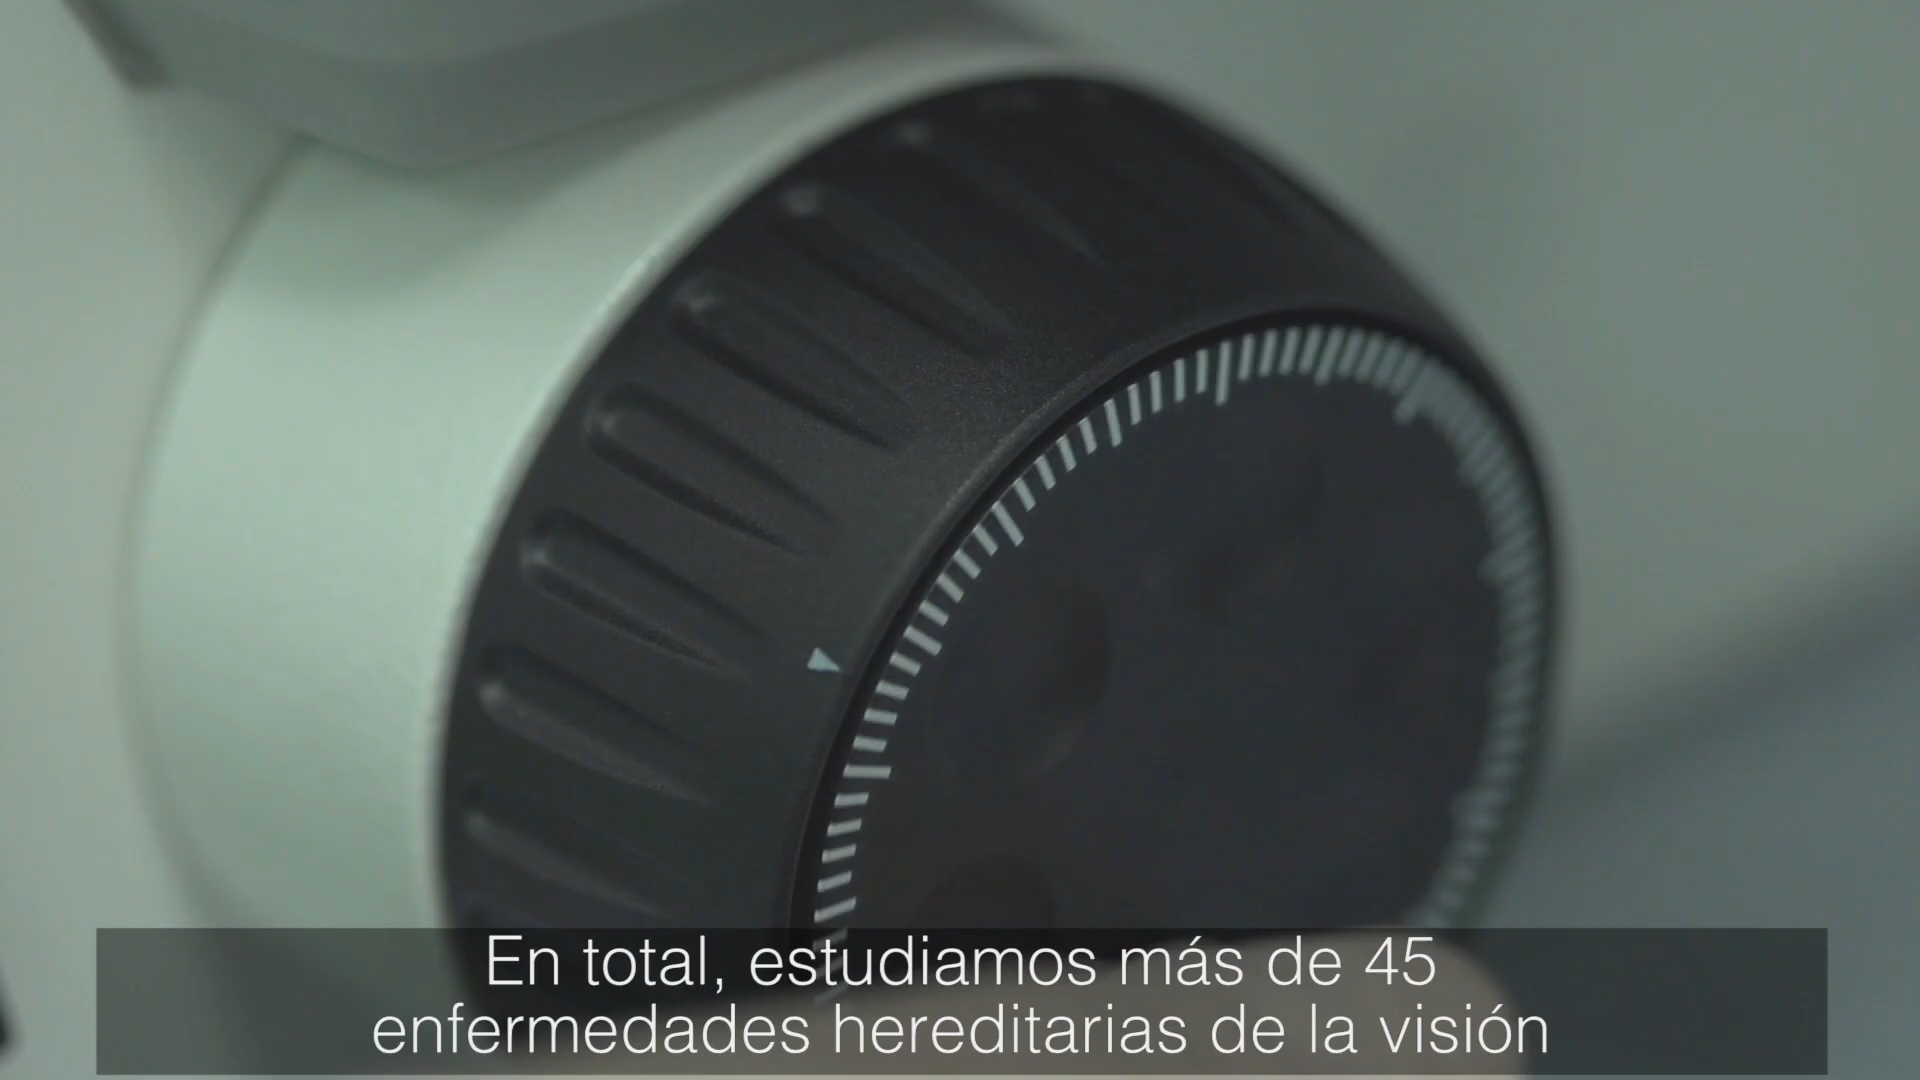 En total, estudiamos más de 45
enfermedades hereditarias de la visión